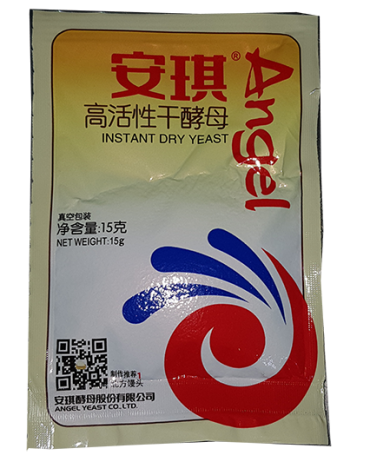 安琪®
Angel
高活性干酵母
INSTANT DRY YEAST
真空包装
净含量:15克
NET WEIGHT:15g
制作推荐1
北方馒头
安琪酵母股份有限公司
ANGEL YEAST CO.,LTD.